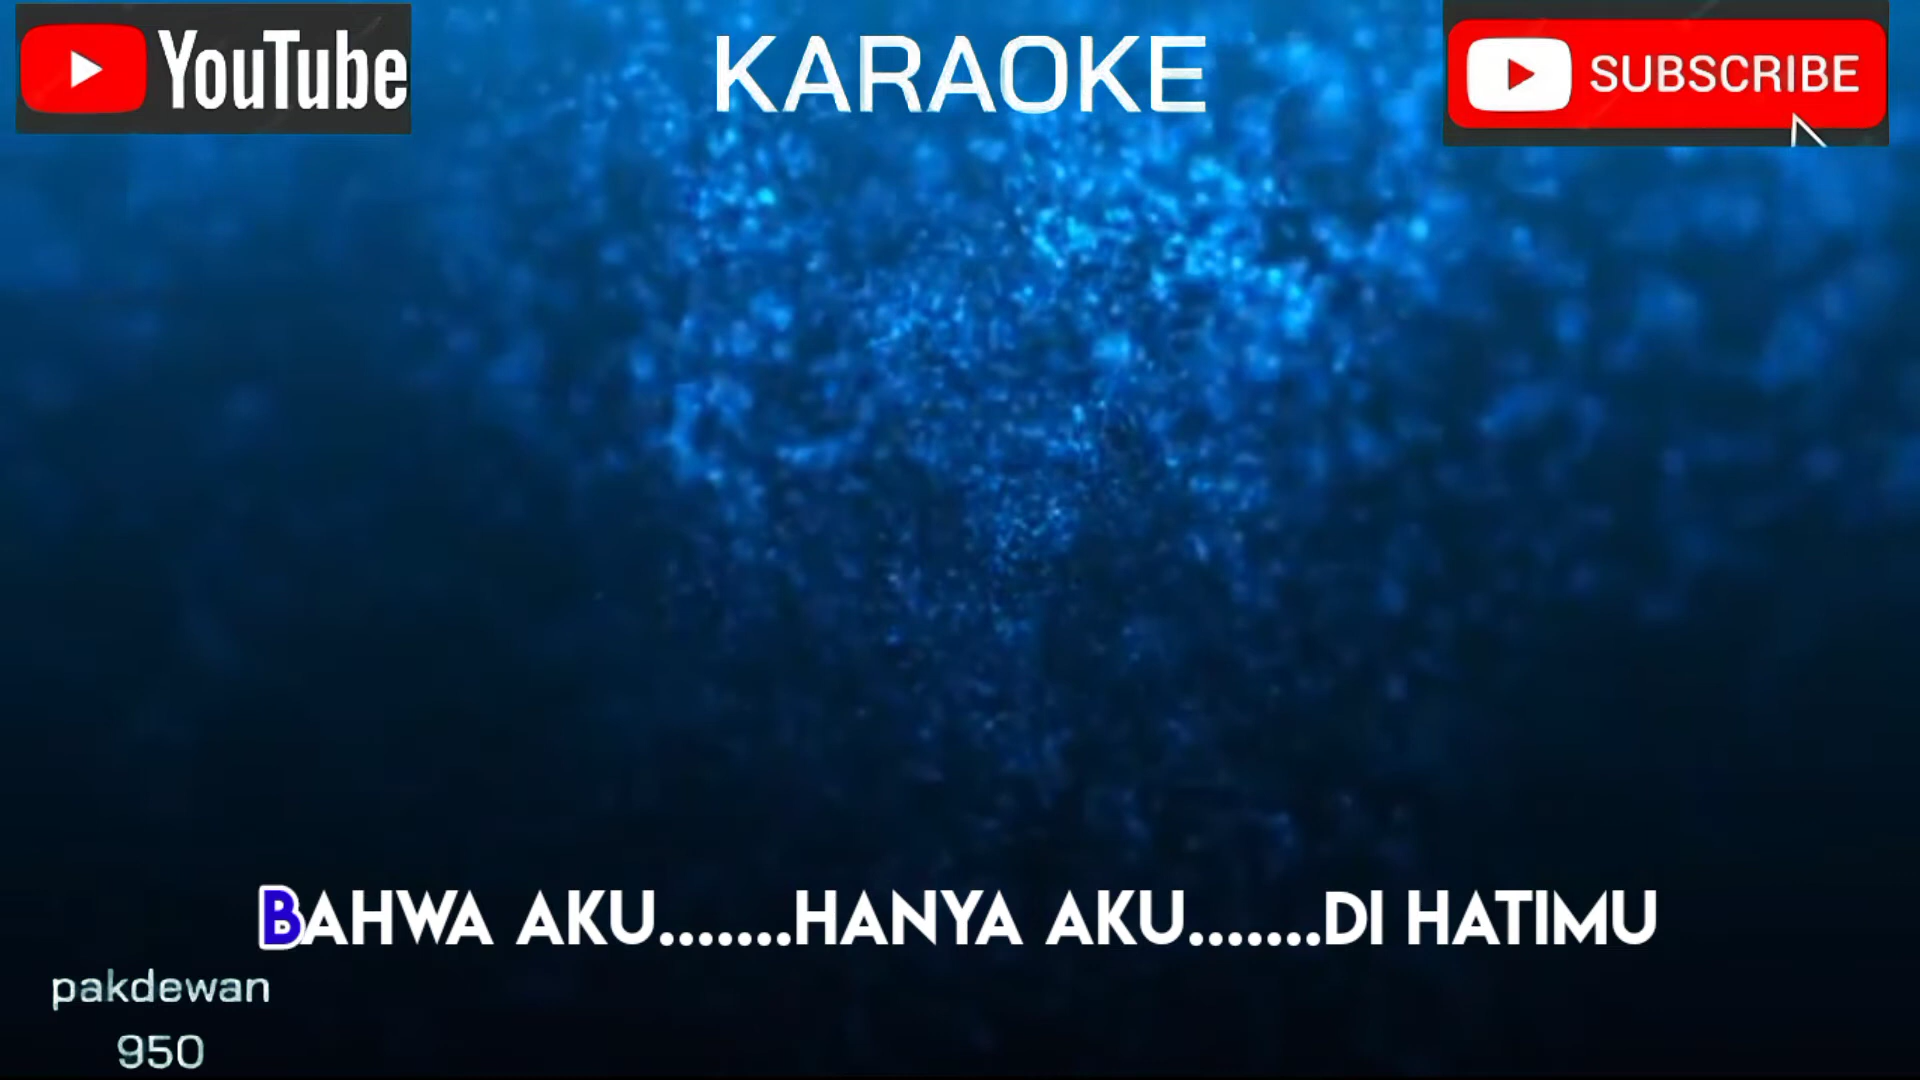 YouTube
KARAOKE
SUBSCRIBE
BAHWA AKU.......HANYA AKU.......DI HATIMU
pakdewan
950